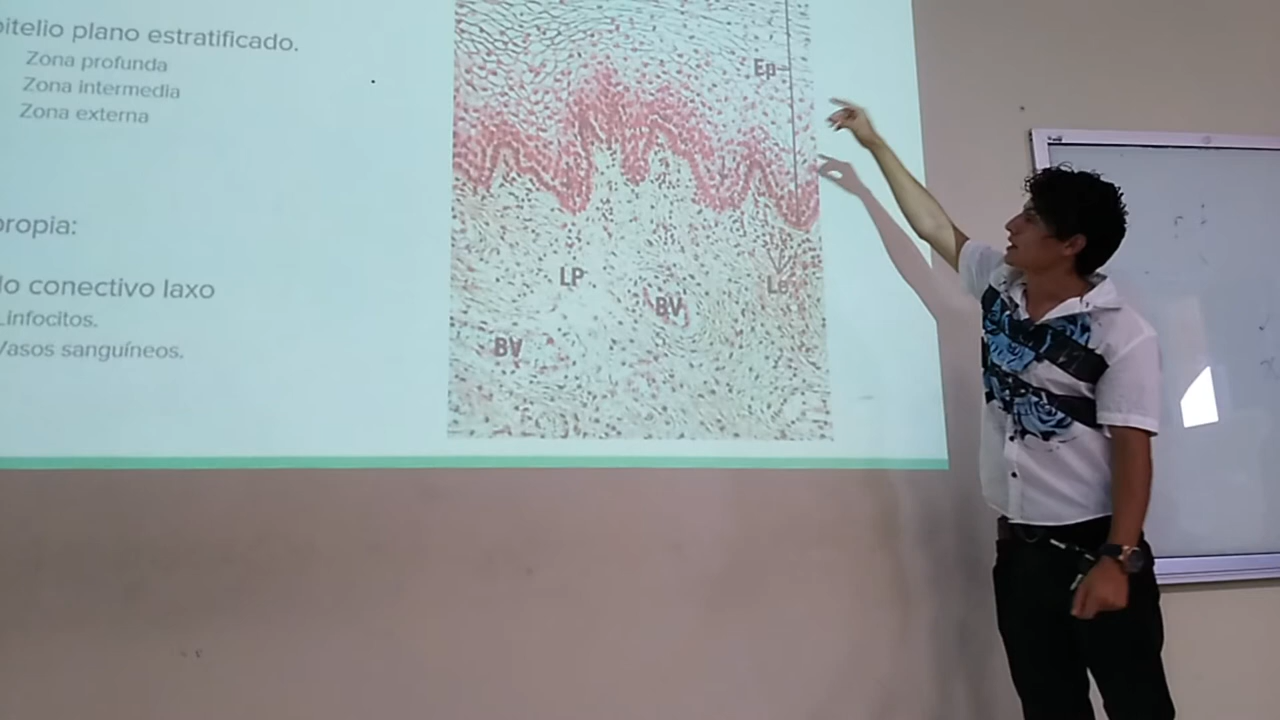 pitelio plano estratificado.
Zona profunda
Zona intermedia
Zona externa
ropia:
do conectivo laxo
Linfocitos.
Vasos sanguíneos.
Ep
LP
BV
Le
BV